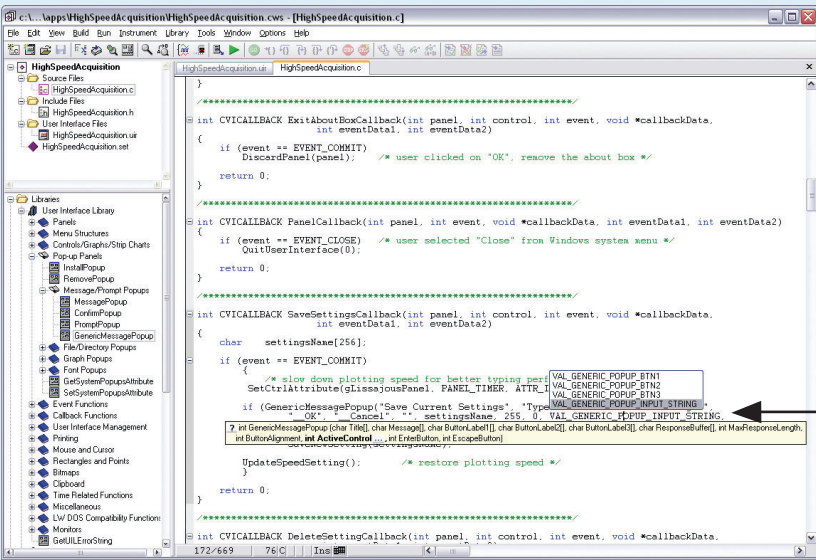 c:\...\apps\HighSpeedAcquisition\HighSpeedAcquisition.cws - [HighSpeedAcquisition.c]
File Edit View Build Run Instrument Library Tools Window Options Help
HighSpeedAcquisition
Source Files
HighSpeedAcquisition.c
Include Files
HighSpeedAcquisition.h
User Interface Files
HighSpeedAcquisition.uir
HighSpeedAcquisition.set
Libraries
User Interface Library
Panels
Menu Structures
Controls/Graphs/Strip Charts
Pop-up Panels
InstallPopup
RemovePopup
Message/Prompt Popups
MessagePopup
ConfirmPopup
PromptPopup
GenericMessagePopup
File/Directory Popups
Graph Popups
Font Popups
GetSystemPopupsAttribute
SetSystemPopupsAttribute
Event Functions
Callback Functions
User Interface Management
Printing
Mouse and Cursor
Rectangles and Points
Bitmaps
Clipboard
Time Related Functions
Miscellaneous
LW DOS Compatibility Functions
Monitors
GetUILErrorString
HighSpeedAcquisition.uir HighSpeedAcquisition.c
}
int CVICALLBACK ExitAboutBoxCallback(int panel, int control, int event, void *callbackData,
int eventData1, int eventData2)
{
if (event == EVENT_COMMIT)
DiscardPanel(panel); /* user clicked on "OK", remove the about box */
return 0;
}
int CVICALLBACK PanelCallback(int panel, int event, void *callbackData, int eventData1, int eventData2)
{
if (event == EVENT_CLOSE) /* user selected "Close" from Windows system menu */
QuitUserInterface(0);
return 0;
}
int CVICALLBACK SaveSettingsCallback(int panel, int control, int event, void *callbackData,
int eventData1, int eventData2)
{
char settingsName[256];
if (event == EVENT_COMMIT)
{
/* slow down plotting speed for better typing perf
SetCtrlAttribute(gLissajousPanel, PANEL_TIMER, ATTR_I
VAL_GENERIC_POPUP_BTN1
VAL_GENERIC_POPUP_BTN2
VAL_GENERIC_POPUP_BTN3
VAL_GENERIC_POPUP_INPUT_STRING
if (GenericMessagePopup("Save Current Settings", "Type
"__OK", "__Cancel", "", settingsName, 255, 0, VAL_GENERIC_POPUP_INPUT_STRING,
? int GenericMessagePopup (char Title[], char Message[], char ButtonLabel1[], char ButtonLabel2[], char ButtonLabel3[], char ResponseBuffer[], int MaxResponseLength,
int ButtonAlignment, int ActiveControl ... , int EnterButton, int EscapeButton)
UpdateSpeedSetting(); /* restore plotting speed */
}
return 0;
}
int CVICALLBACK DeleteSettingCallback(int panel, int control, int event, void *callbackData,
172/669 76 C Ins